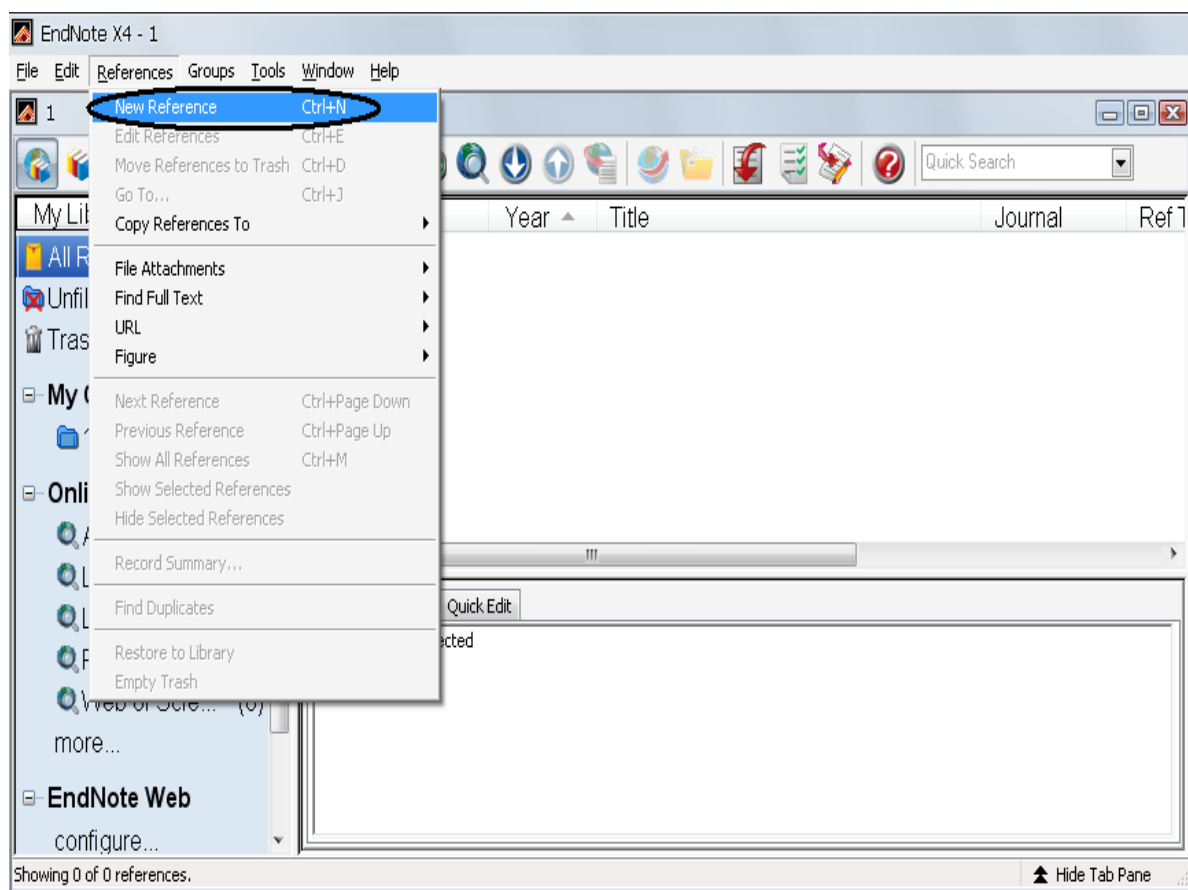 EndNote X4 - 1
File Edit References Groups Tools Window Help
1
New Reference Ctrl+N
Edit References Ctrl+E
Move References to Trash Ctrl+D
Go To... Ctrl+J
Copy References To
File Attachments
Find Full Text
URL
Figure
Next Reference Ctrl+Page Down
Previous Reference Ctrl+Page Up
Show All References Ctrl+M
Show Selected References
Hide Selected References
Record Summary...
Find Duplicates
Restore to Library
Empty Trash
Quick Search
My Lib
Year Title Journal Ref T
All R
Unfil
Tras
My
Onli
more...
EndNote Web
configure...
Quick Edit
ected
Showing 0 of 0 references.
Hide Tab Pane